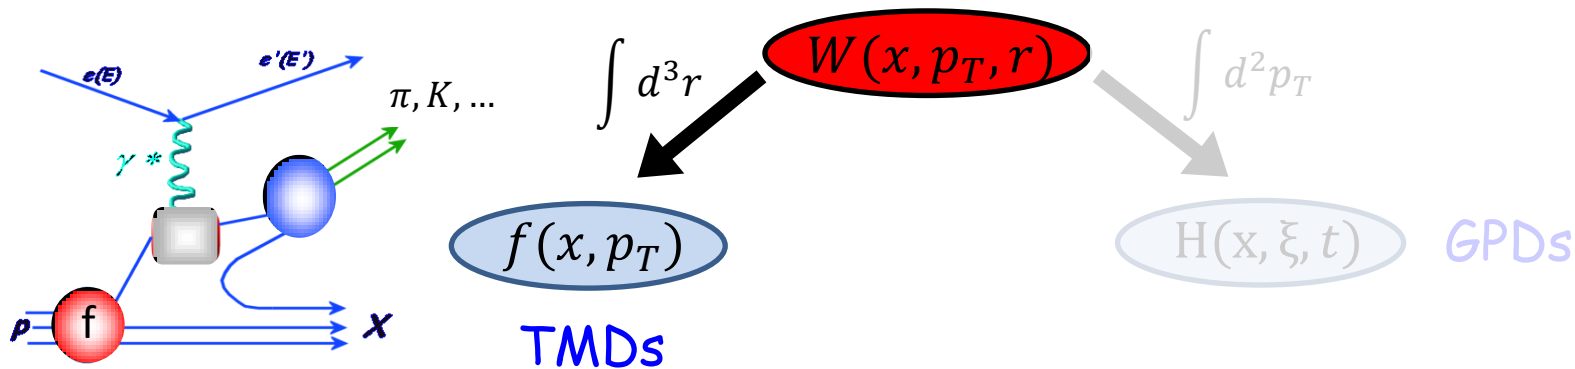 e(E)
e'(E')
γ *
π, K, ...
f
p
X
∫ d³r
W(x, p_T, r)
∫ d²p_T
f(x, p_T)
TMDs
H(x, ξ, t)
GPDs